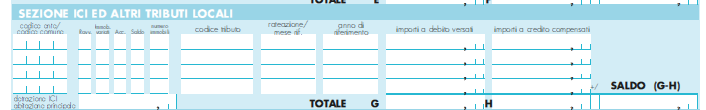 TOTALE E F
SEZIONE ICI ED ALTRI TRIBUTI LOCALI
codice ente/ codice comune Ravv. immob. variati Acc. Saldo numero immobili codice tributo rateazione/ mese rif. anno di riferimento importi a debito versati importi a credito compensati
+/- SALDO (G-H)
detrazione ICI abitazione principale TOTALE G H